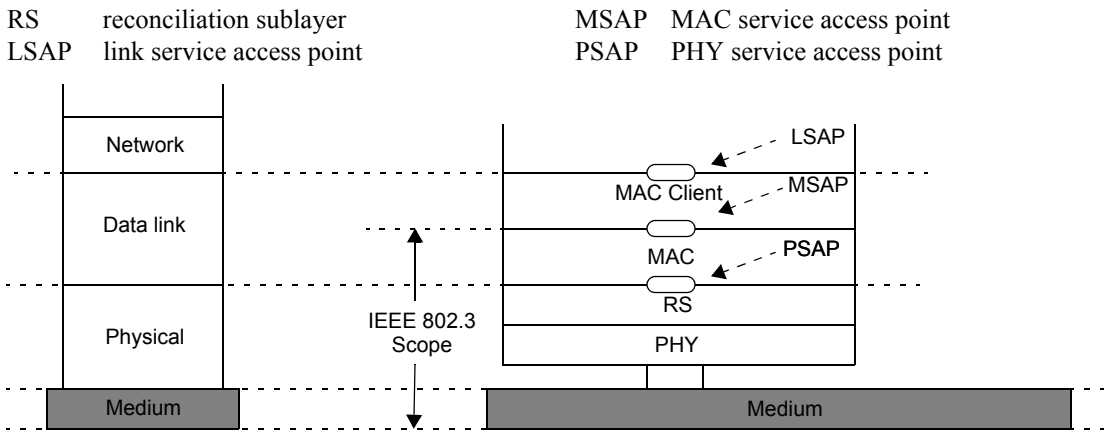 RS reconciliation sublayer
LSAP link service access point
MSAP MAC service access point
PSAP PHY service access point
Network
Data link
Physical
Medium
IEEE 802.3
Scope
LSAP
MAC Client
MSAP
MAC
PSAP
RS
PHY
Medium